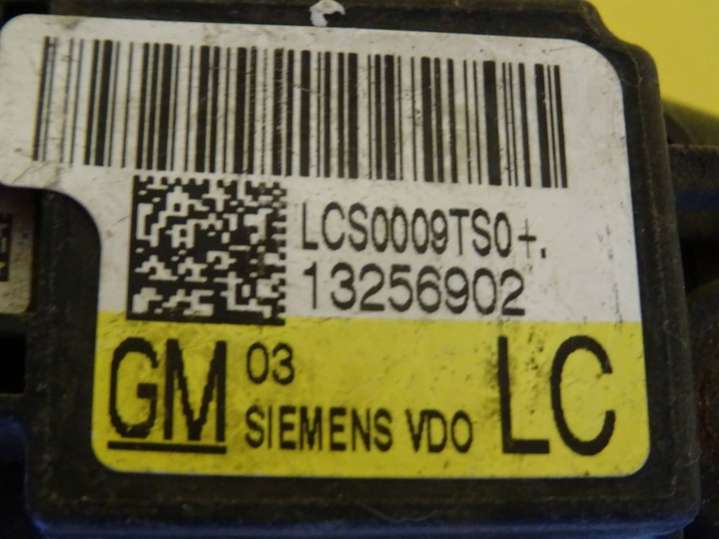 LCS0009TS0+.
13256902
GM 03 LC
SIEMENS VDO